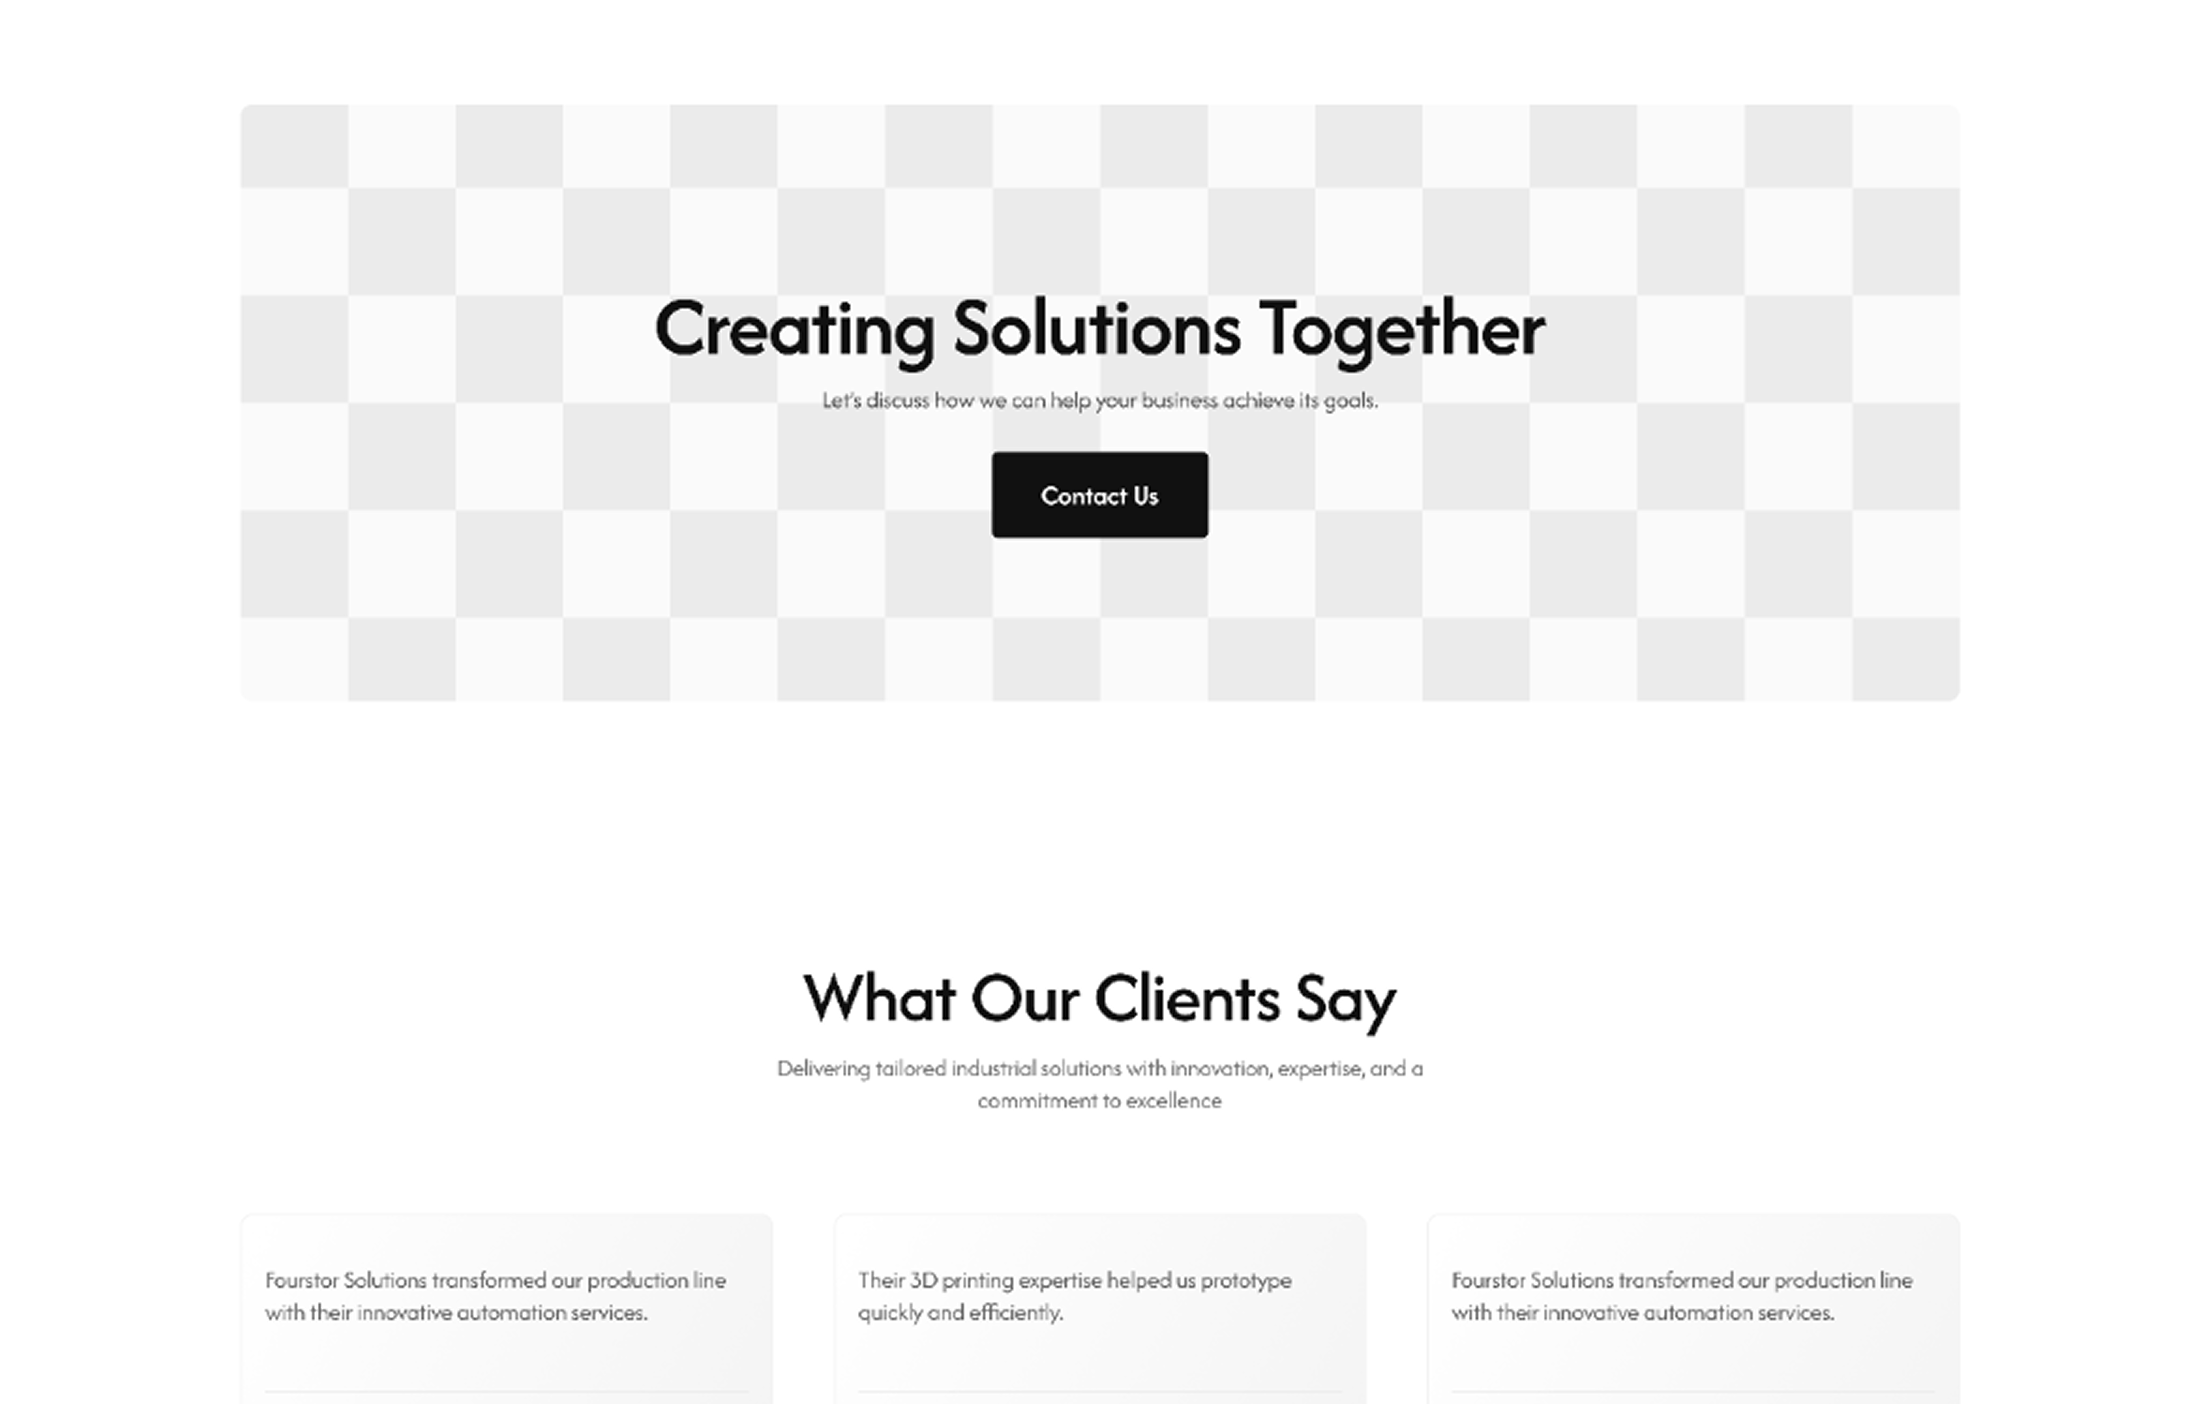 Creating Solutions Together
Let's discuss how we can help your business achieve its goals.
Contact Us
What Our Clients Say
Delivering tailored industrial solutions with innovation, expertise, and a
commitment to excellence
Fourstor Solutions transformed our production line
with their innovative automation services.
Their 3D printing expertise helped us prototype
quickly and efficiently.
Fourstor Solutions transformed our production line
with their innovative automation services.